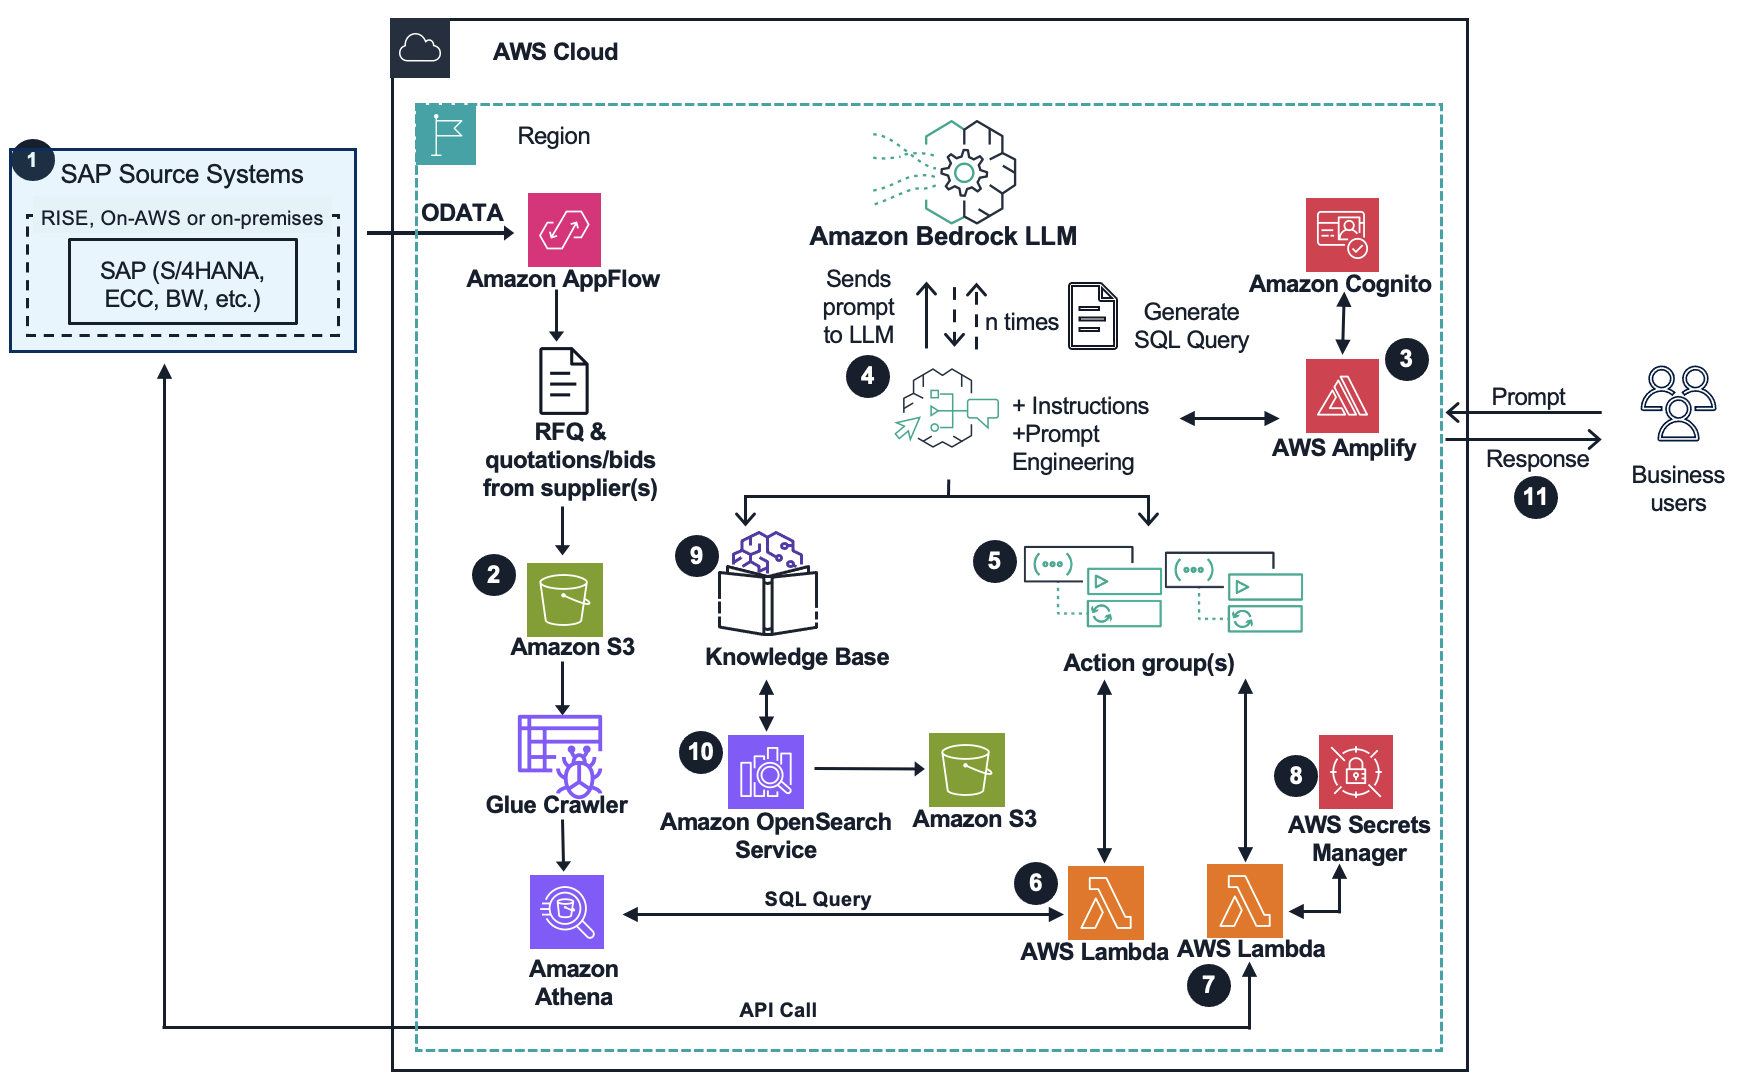 AWS Cloud
Region
1
SAP Source Systems
RISE, On-AWS or on-premises
SAP (S/4HANA,
ECC, BW, etc.)
ODATA
Amazon AppFlow
RFQ &
quotations/bids
from supplier(s)
2
Amazon S3
Glue Crawler
Amazon
Athena
Amazon Bedrock LLM
Sends
prompt
to LLM
n times
Generate
SQL Query
4
+ Instructions
+Prompt
Engineering
Amazon Cognito
3
AWS Amplify
Prompt
Response
11
Business
users
9
Knowledge Base
5
Action group(s)
10
Amazon OpenSearch
Service
Amazon S3
8
AWS Secrets
Manager
6
AWS Lambda
AWS Lambda
7
SQL Query
API Call